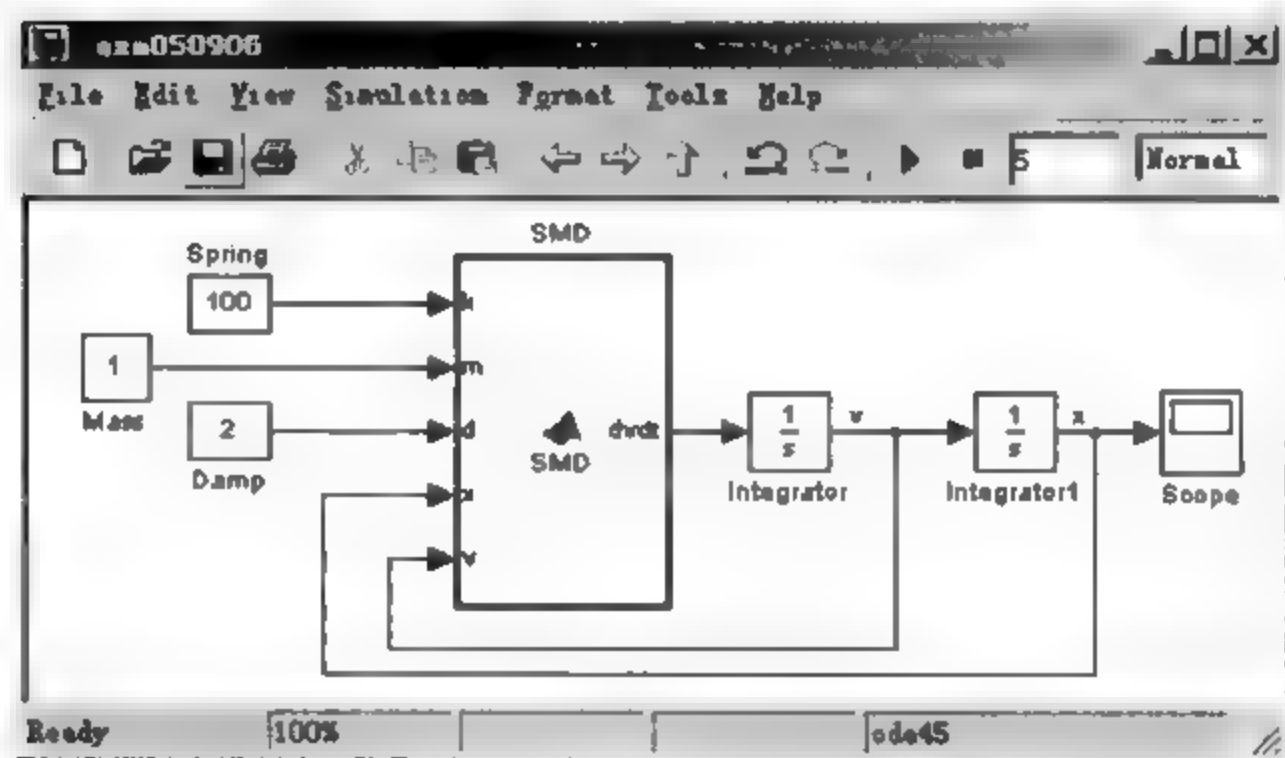 exm050906
File Edit View Simulation Format Tools Help
5 Normal
SMD
Spring
100
k
1
Mass
m
2
Damp
d
SMD
dvdt
x
v
1
s
Integrator
v
1
s
Integrator1
x
Scope
Ready 100% ode45